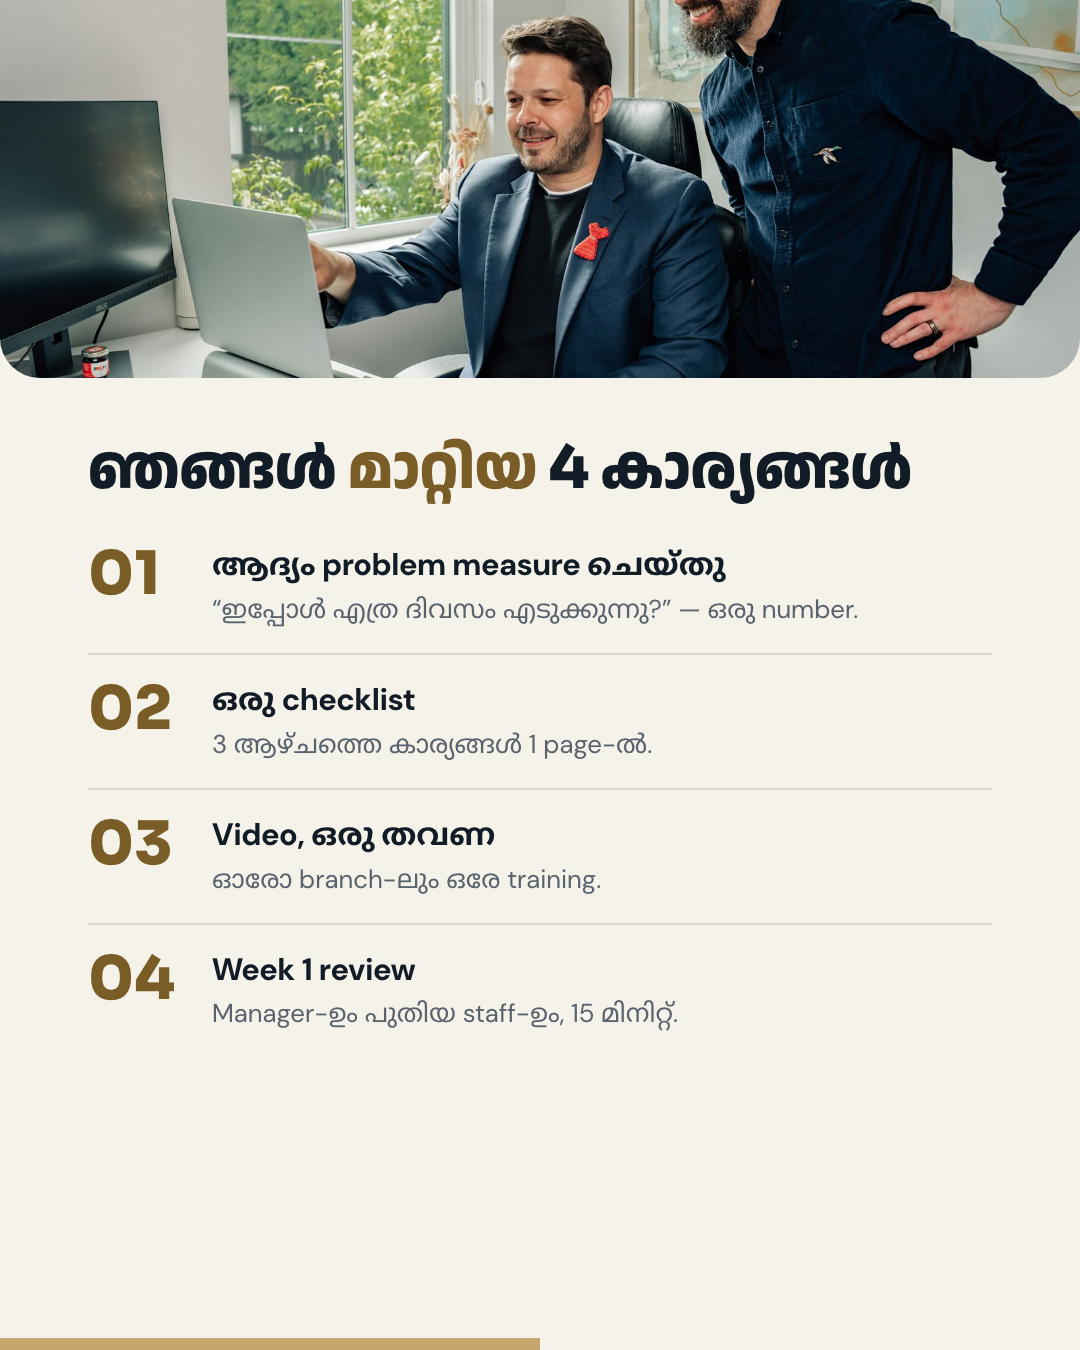 ഞങ്ങൾ മാറ്റിയ 4 കാര്യങ്ങൾ
01
ആദ്യം problem measure ചെയ്തു
“ഇപ്പോൾ എത്ര ദിവസം എടുക്കുന്നു?” — ഒരു number.
02
ഒരു checklist
3 ആഴ്ചത്തെ കാര്യങ്ങൾ 1 page-ൽ.
03
Video, ഒരു തവണ
ഓരോ branch-ലും ഒരേ training.
04
Week 1 review
Manager-ഉം പുതിയ staff-ഉം, 15 മിനിറ്റ്.